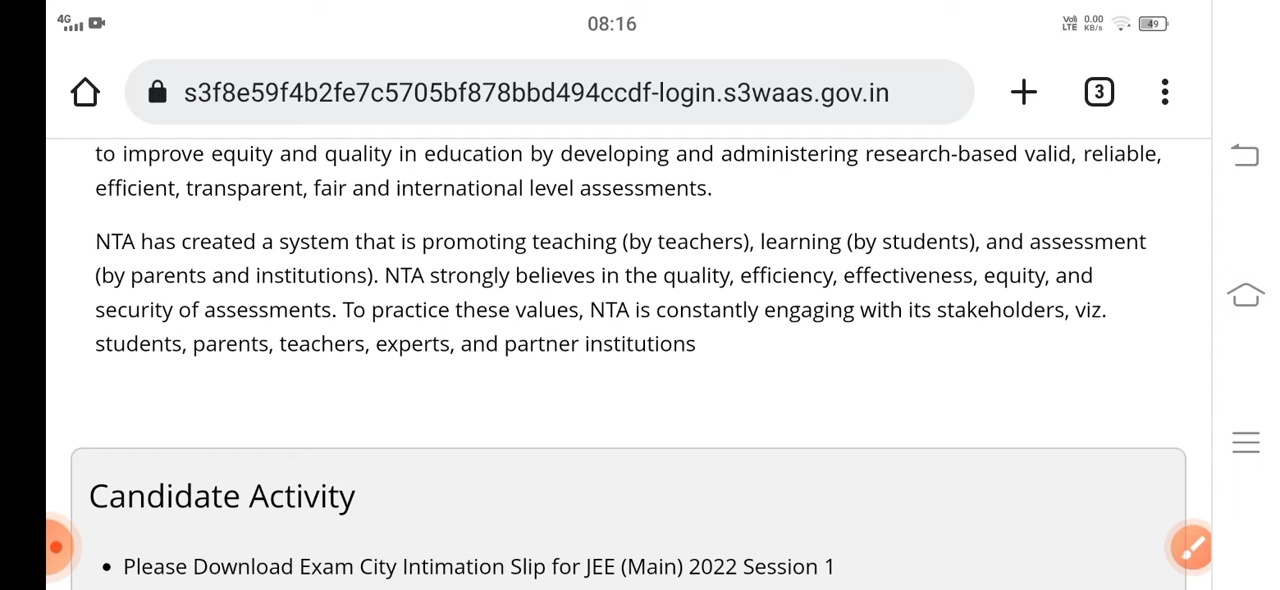 4G 08:16 Vo) LTE 0.00 KB/s 49
s3f8e59f4b2fe7c5705bf878bbd494ccdf-login.s3waas.gov.in 3
to improve equity and quality in education by developing and administering research-based valid, reliable,
efficient, transparent, fair and international level assessments.
NTA has created a system that is promoting teaching (by teachers), learning (by students), and assessment
(by parents and institutions). NTA strongly believes in the quality, efficiency, effectiveness, equity, and
security of assessments. To practice these values, NTA is constantly engaging with its stakeholders, viz.
students, parents, teachers, experts, and partner institutions
Candidate Activity
• Please Download Exam City Intimation Slip for JEE (Main) 2022 Session 1